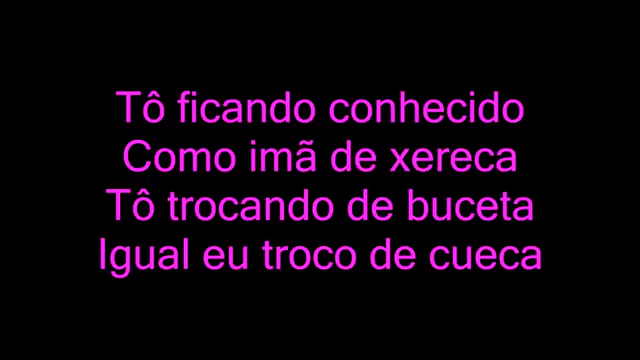 Tô ficando conhecido
Como imã de xereca
Tô trocando de buceta
Igual eu troco de cueca